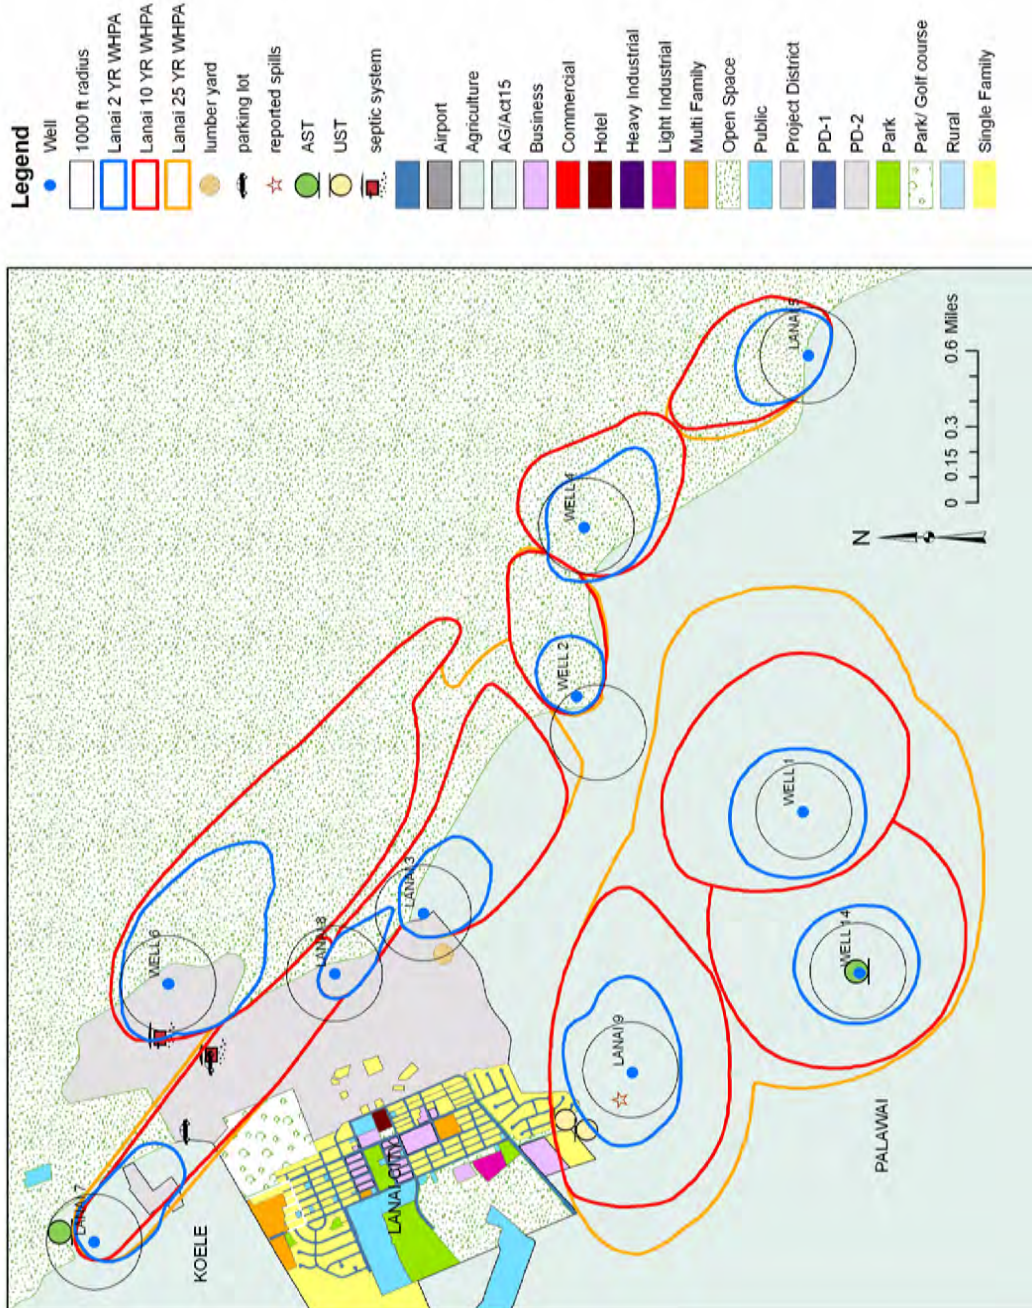 Legend
Well
1000 ft radius
Lanai 2 YR WHPA
Lanai 10 YR WHPA
Lanai 25 YR WHPA
lumber yard
parking lot
reported spills
AST
UST
septic system
Airport
Agriculture
AG/Act15
Business
Commercial
Hotel
Heavy Industrial
Light Industrial
Multi Family
Open Space
Public
Project District
PD-1
PD-2
Park
Park/ Golf course
Rural
Single Family
LANAI 7
WELL 6
LANAI 8
LANAI 3
KOELE
LANAI CITY
WELL 2
WELL 4
LANAI 5
LANAI 9
WELL 1
WELL 14
PALAWAI
N
0 0.15 0.3 0.6 Miles